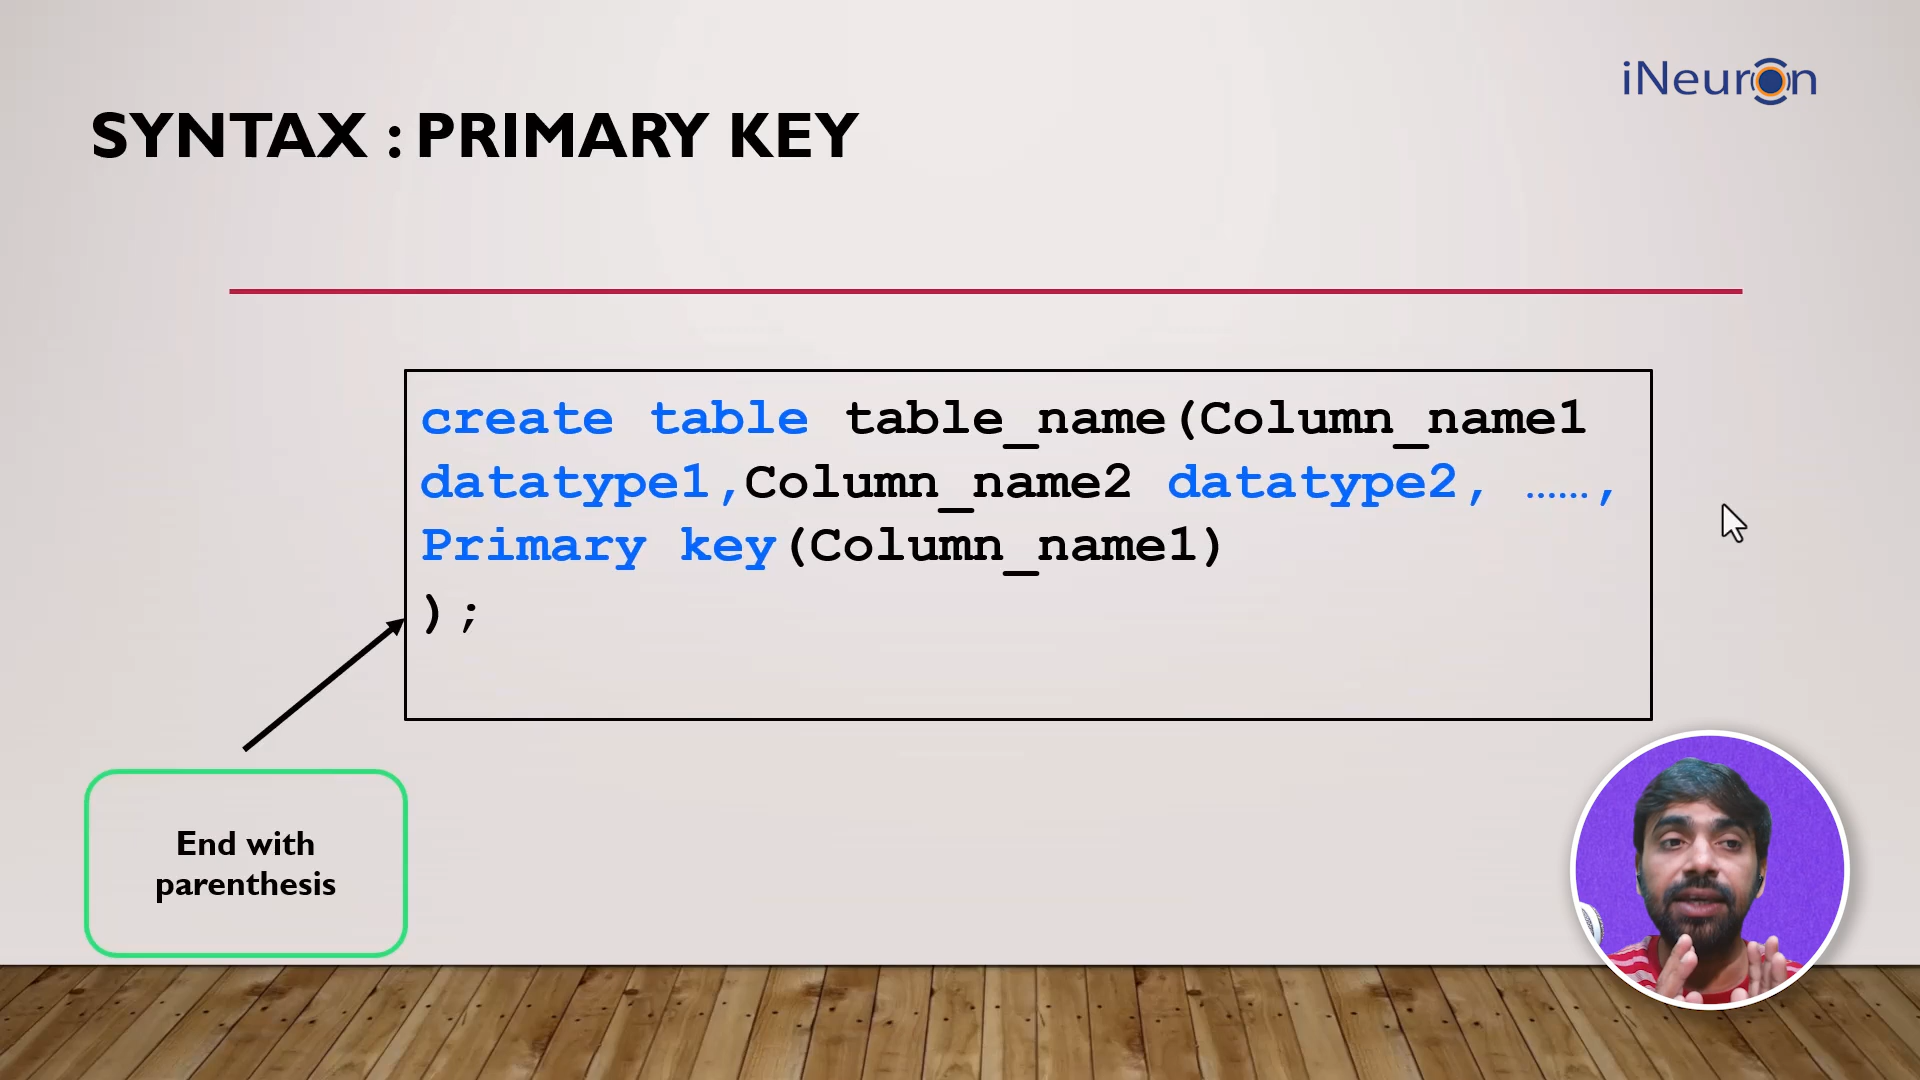 iNeuron
SYNTAX : PRIMARY KEY
create table table_name(Column_name1
datatype1,Column_name2 datatype2, ……,
Primary key(Column_name1)
);
End with
parenthesis